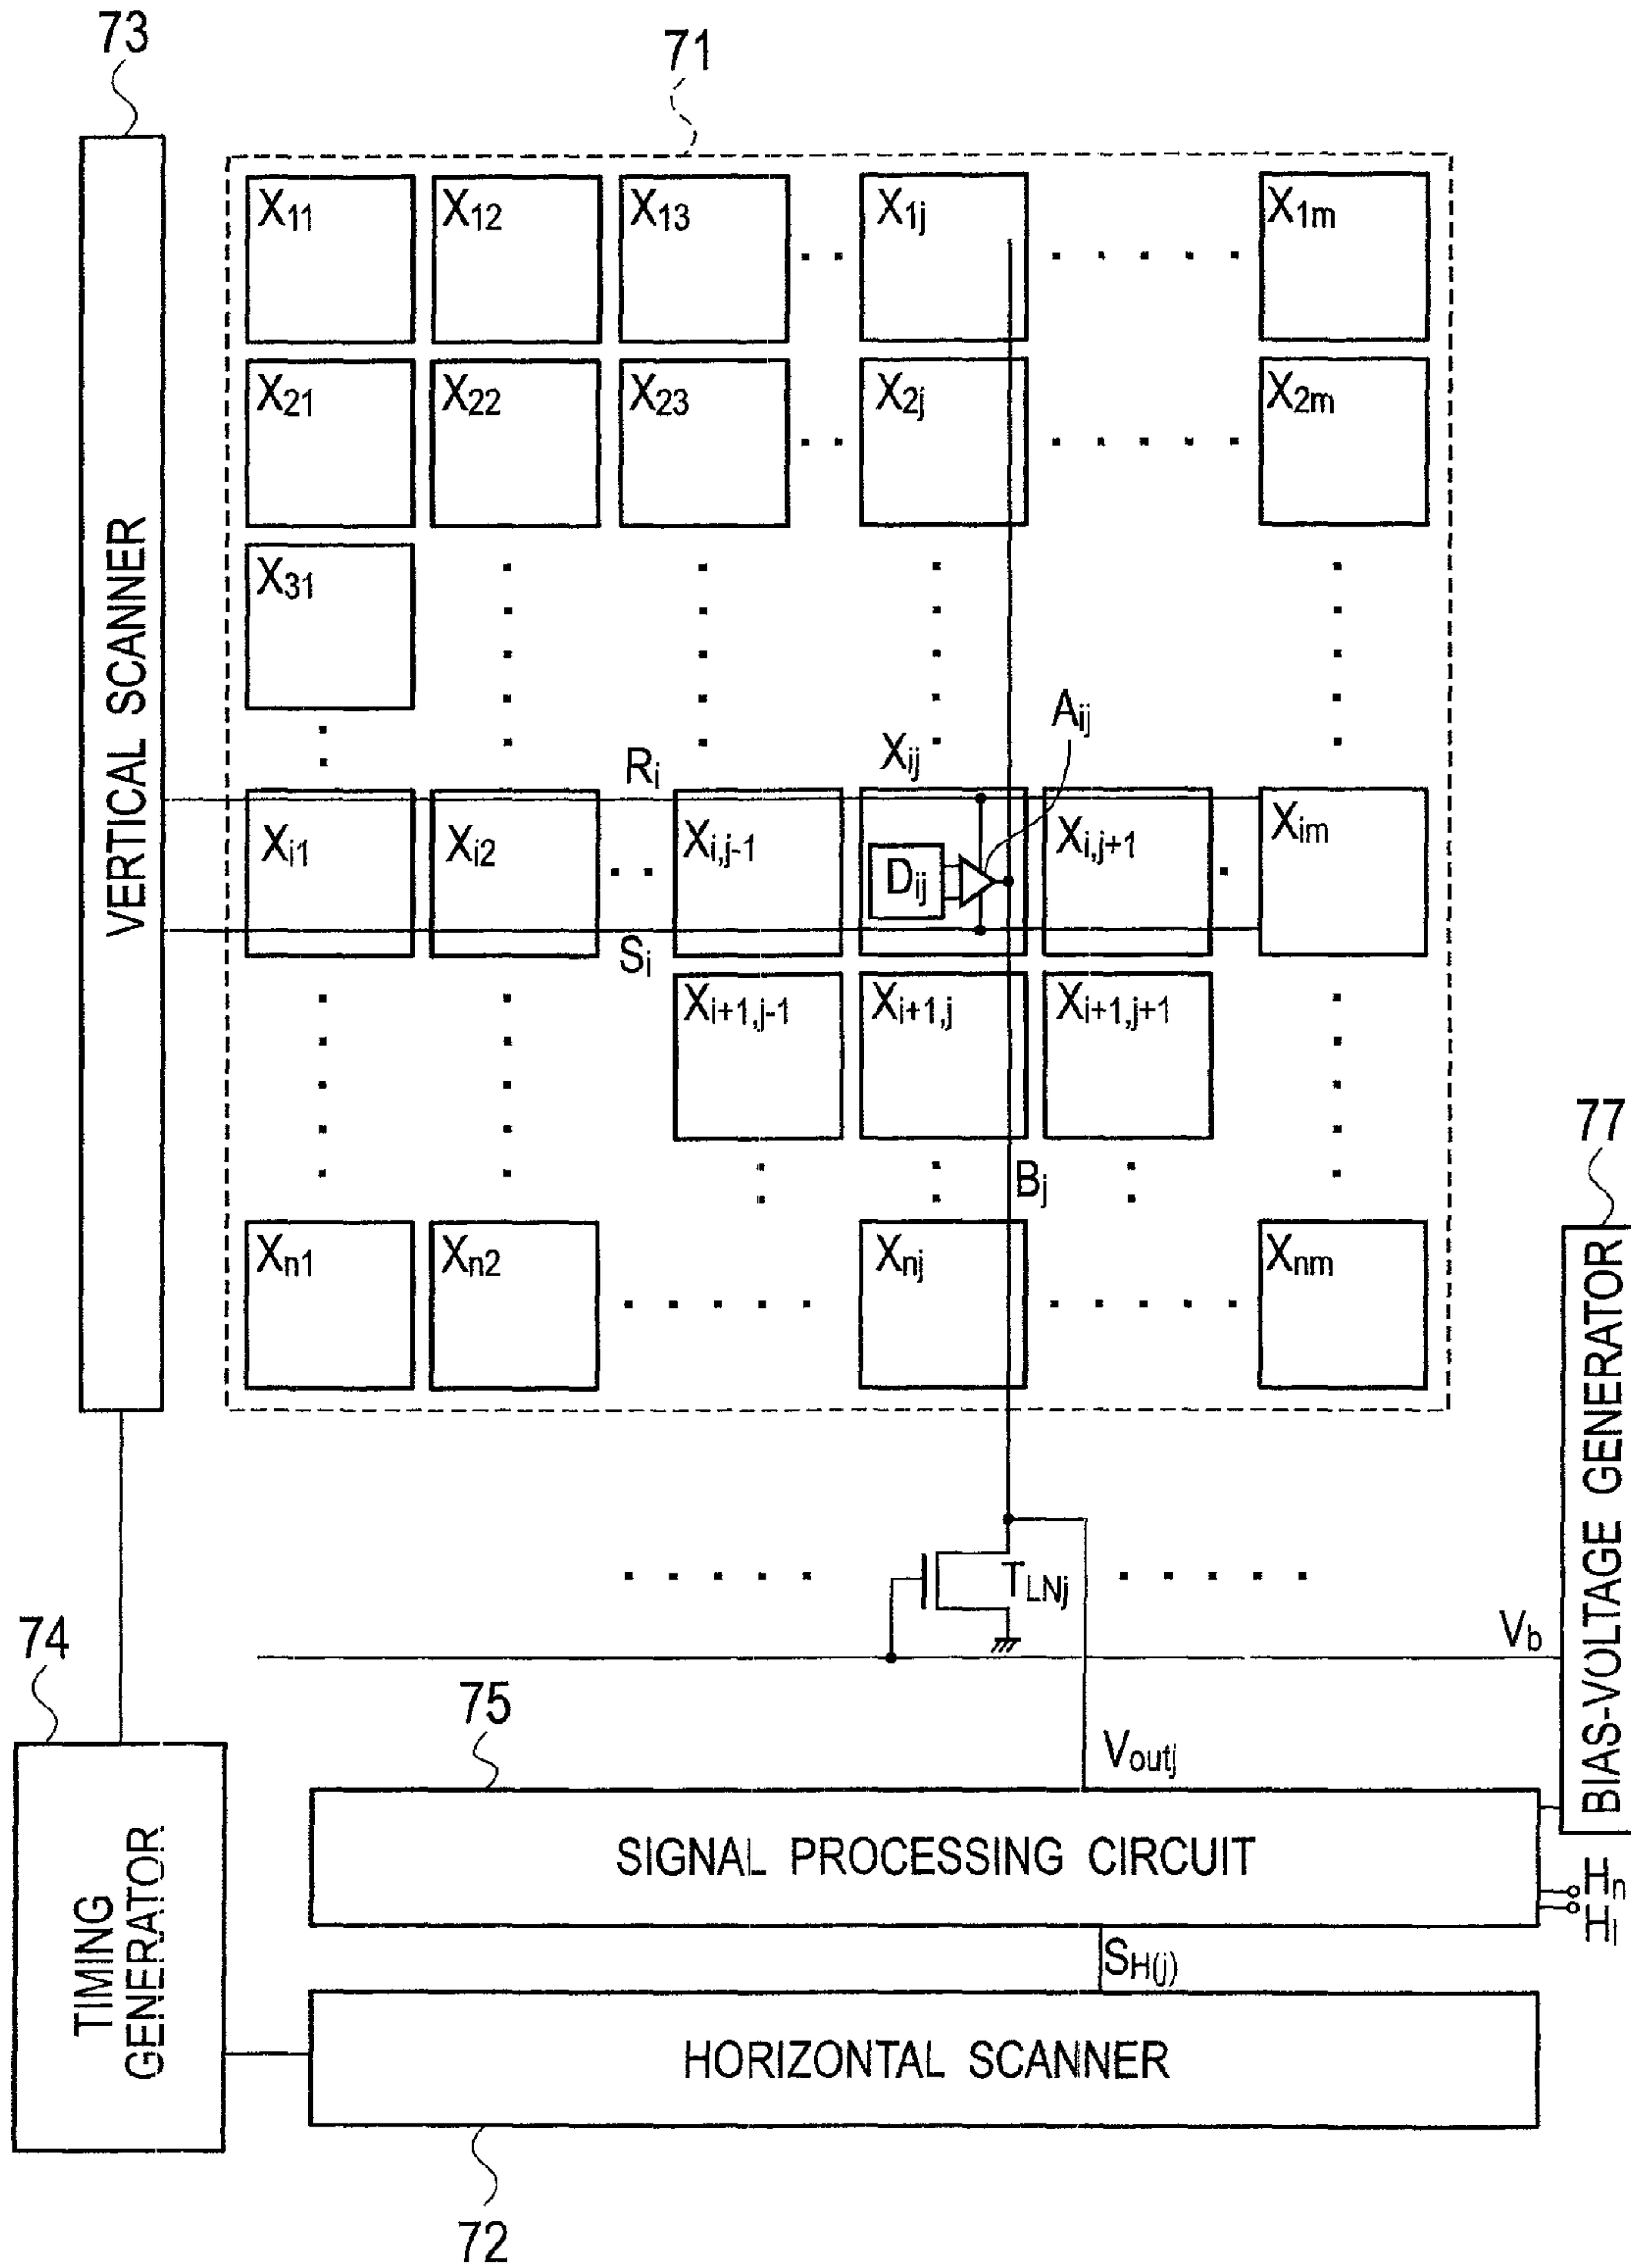 73
71
VERTICAL SCANNER
X11 X12 X13 X1j X1m
X21 X22 X23 X2j X2m
X31
Aij
Ri Xij
Xi1 Xi2 Xi,j-1 Dij Xi,j+1 Xim
Si
Xi+1,j-1 Xi+1,j Xi+1,j+1
Bj
77
Xn1 Xn2 Xnj Xnm
BIAS-VOLTAGE GENERATOR
TLNj
74
Vb
75
Voutj
TIMING
GENERATOR
SIGNAL PROCESSING CIRCUIT
SH(j)
HORIZONTAL SCANNER
72